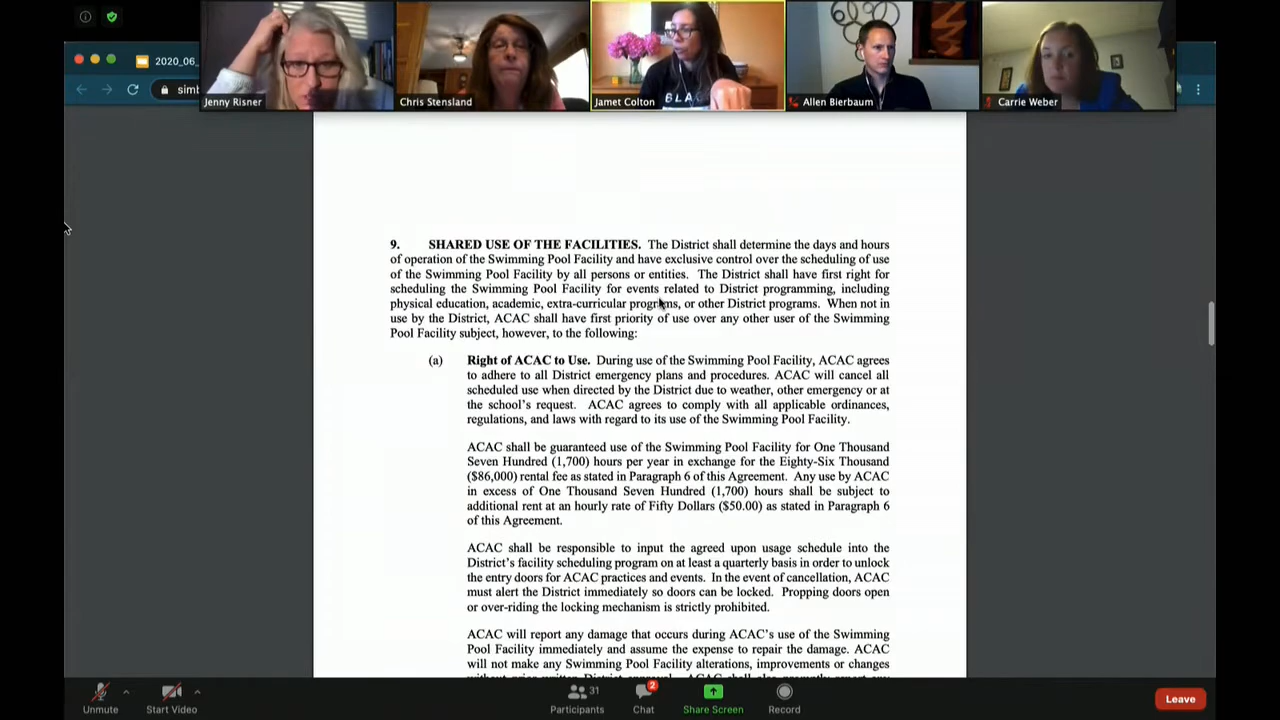 2020_06_
simb
Jenny Risner
Chris Stensland
Jamet Colton
Allen Bierbaum
Carrie Weber
BLAC
9. SHARED USE OF THE FACILITIES. The District shall determine the days and hours
of operation of the Swimming Pool Facility and have exclusive control over the scheduling of use
of the Swimming Pool Facility by all persons or entities. The District shall have first right for
scheduling the Swimming Pool Facility for events related to District programming, including
physical education, academic, extra-curricular programs, or other District programs. When not in
use by the District, ACAC shall have first priority of use over any other user of the Swimming
Pool Facility subject, however, to the following:
(a) Right of ACAC to Use. During use of the Swimming Pool Facility, ACAC agrees
to adhere to all District emergency plans and procedures. ACAC will cancel all
scheduled use when directed by the District due to weather, other emergency or at
the school's request. ACAC agrees to comply with all applicable ordinances,
regulations, and laws with regard to its use of the Swimming Pool Facility.
ACAC shall be guaranteed use of the Swimming Pool Facility for One Thousand
Seven Hundred (1,700) hours per year in exchange for the Eighty-Six Thousand
($86,000) rental fee as stated in Paragraph 6 of this Agreement. Any use by ACAC
in excess of One Thousand Seven Hundred (1,700) hours shall be subject to
additional rent at an hourly rate of Fifty Dollars ($50.00) as stated in Paragraph 6
of this Agreement.
ACAC shall be responsible to input the agreed upon usage schedule into the
District's facility scheduling program on at least a quarterly basis in order to unlock
the entry doors for ACAC practices and events. In the event of cancellation, ACAC
must alert the District immediately so doors can be locked. Propping doors open
or over-riding the locking mechanism is strictly prohibited.
ACAC will report any damage that occurs during ACAC's use of the Swimming
Pool Facility immediately and assume the expense to repair the damage. ACAC
will not make any Swimming Pool Facility alterations, improvements or changes
Unmute
Start Video
31
Participants
2
Chat
Share Screen
Record
Leave